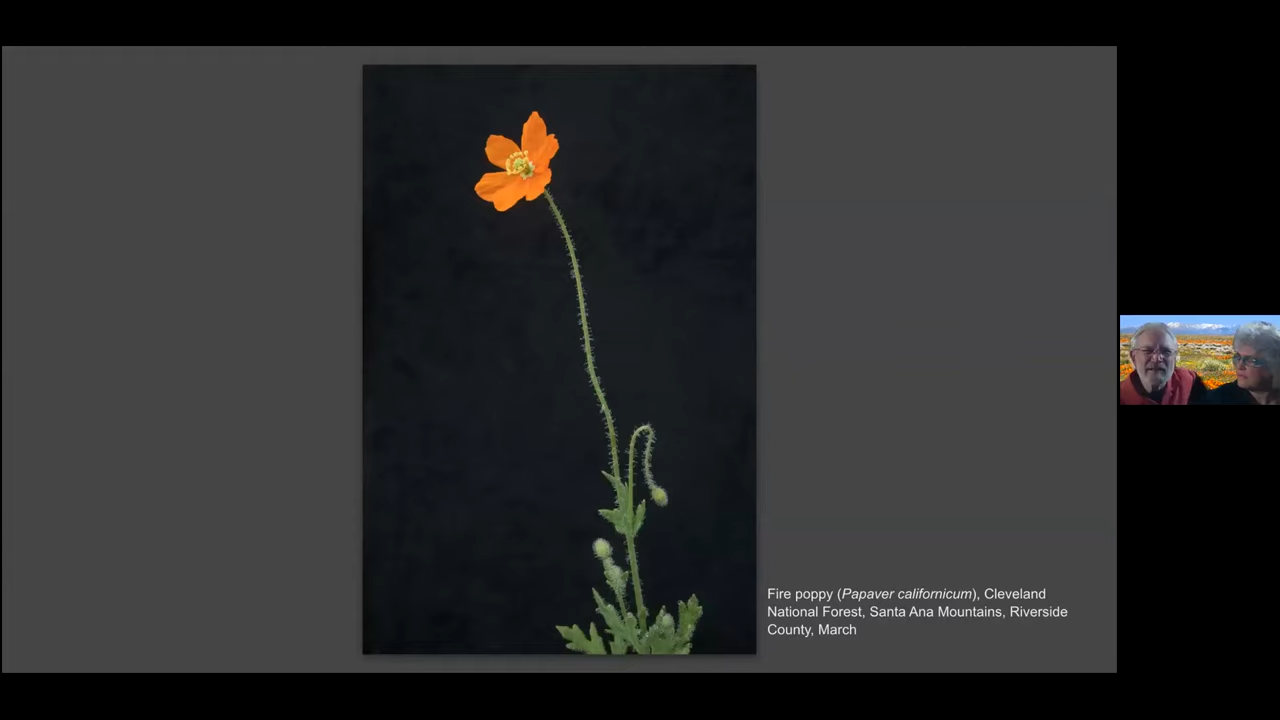 Fire poppy (Papaver californicum), Cleveland
National Forest, Santa Ana Mountains, Riverside
County, March